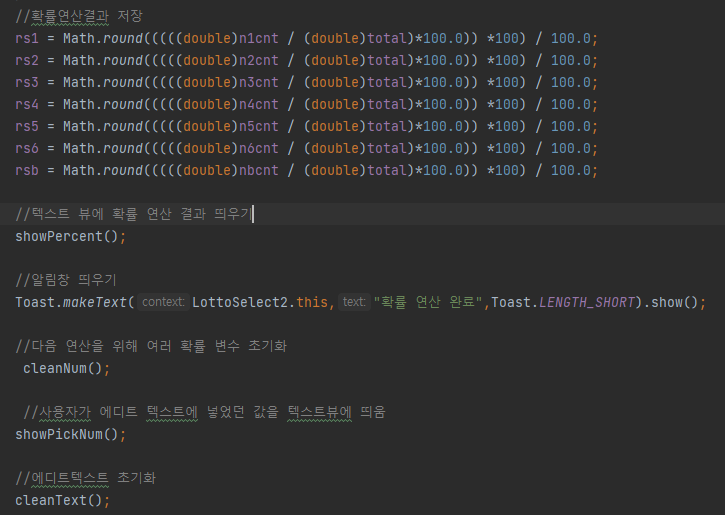 //확률연산결과 저장
rs1 = Math.round(((((double)n1cnt / (double)total)*100.0)) *100) / 100.0;
rs2 = Math.round(((((double)n2cnt / (double)total)*100.0)) *100) / 100.0;
rs3 = Math.round(((((double)n3cnt / (double)total)*100.0)) *100) / 100.0;
rs4 = Math.round(((((double)n4cnt / (double)total)*100.0)) *100) / 100.0;
rs5 = Math.round(((((double)n5cnt / (double)total)*100.0)) *100) / 100.0;
rs6 = Math.round(((((double)n6cnt / (double)total)*100.0)) *100) / 100.0;
rsb = Math.round(((((double)nbcnt / (double)total)*100.0)) *100) / 100.0;
//텍스트 뷰에 확률 연산 결과 띄우기
showPercent();
//알림창 띄우기
Toast.makeText( context: LottoSelect2.this, text: "확률 연산 완료",Toast.LENGTH_SHORT).show();
//다음 연산을 위해 여러 확률 변수 초기화
cleanNum();
//사용자가 에디트 텍스트에 넣었던 값을 텍스트뷰에 띄움
showPickNum();
//에디트텍스트 초기화
cleanText();